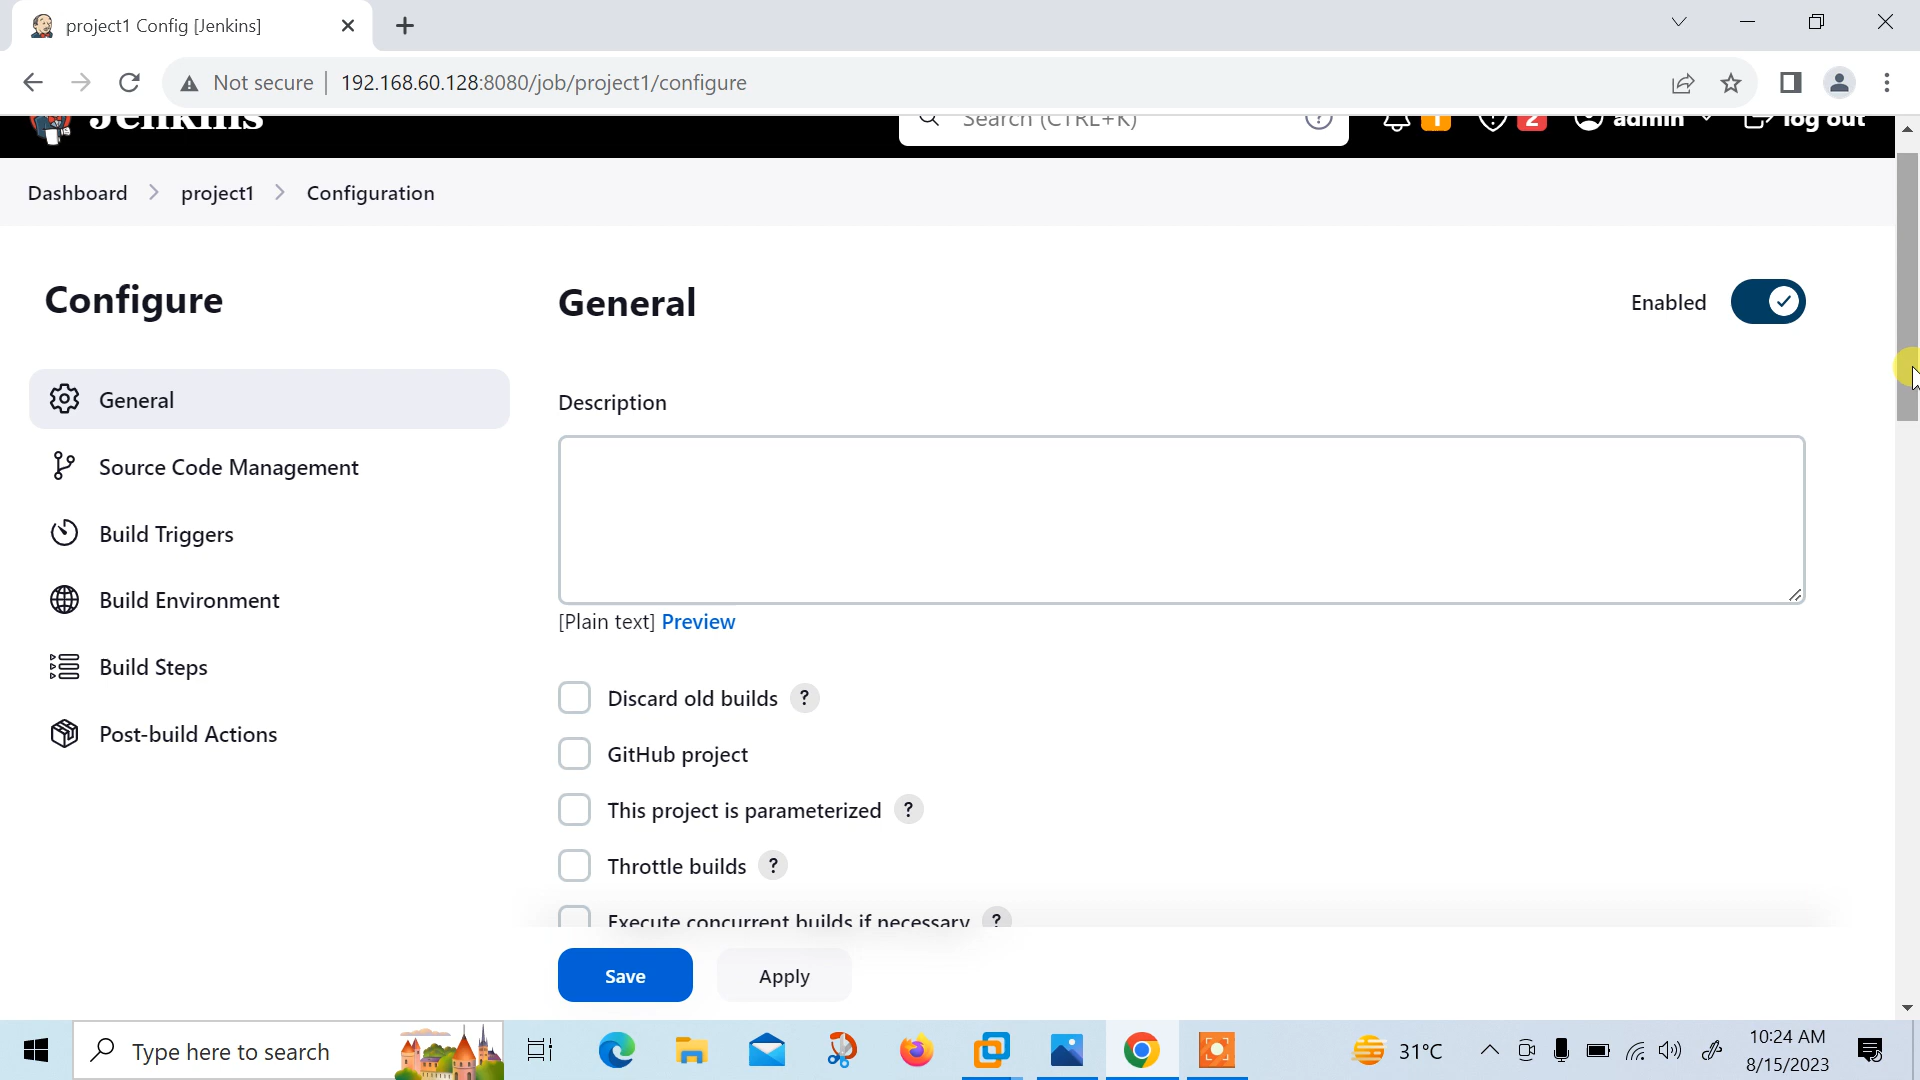 project1 Config [Jenkins]
Not secure 192.168.60.128:8080/job/project1/configure
Jenkins
Search (CTRL+K) ? 1 2 admin log out
Dashboard project1 Configuration
Configure
General
Source Code Management
Build Triggers
Build Environment
Build Steps
Post-build Actions
General
Enabled
Description
[Plain text] Preview
Discard old builds ?
GitHub project
This project is parameterized ?
Throttle builds ?
Execute concurrent builds if necessary ?
Save Apply
Type here to search
31°C
10:24 AM
8/15/2023